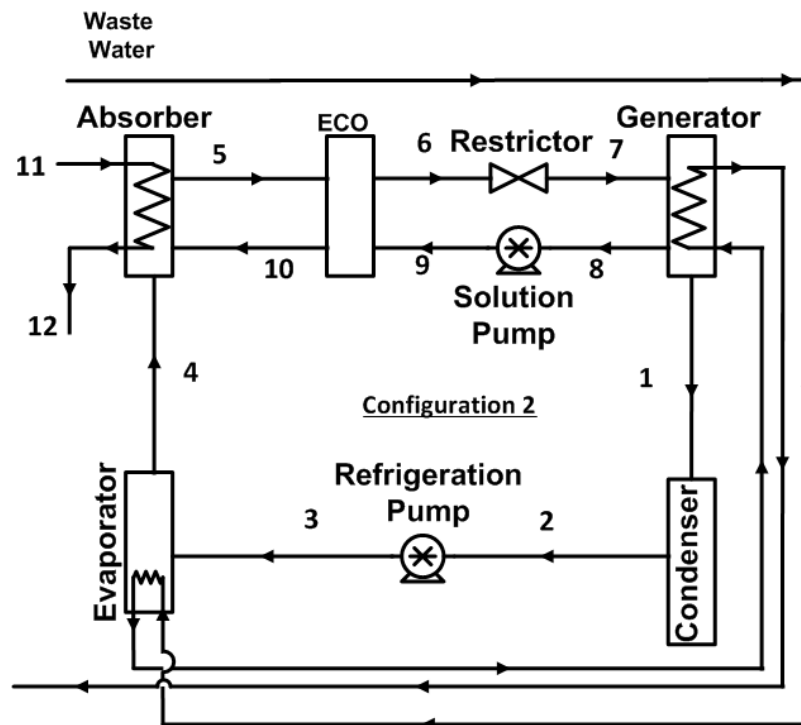 Waste
Water
Absorber
ECO
Generator
5
6
Restrictor
7
11
10
9
8
12
Solution
Pump
4
1
Configuration 2
Evaporator
Refrigeration
Pump
3
2
Condenser